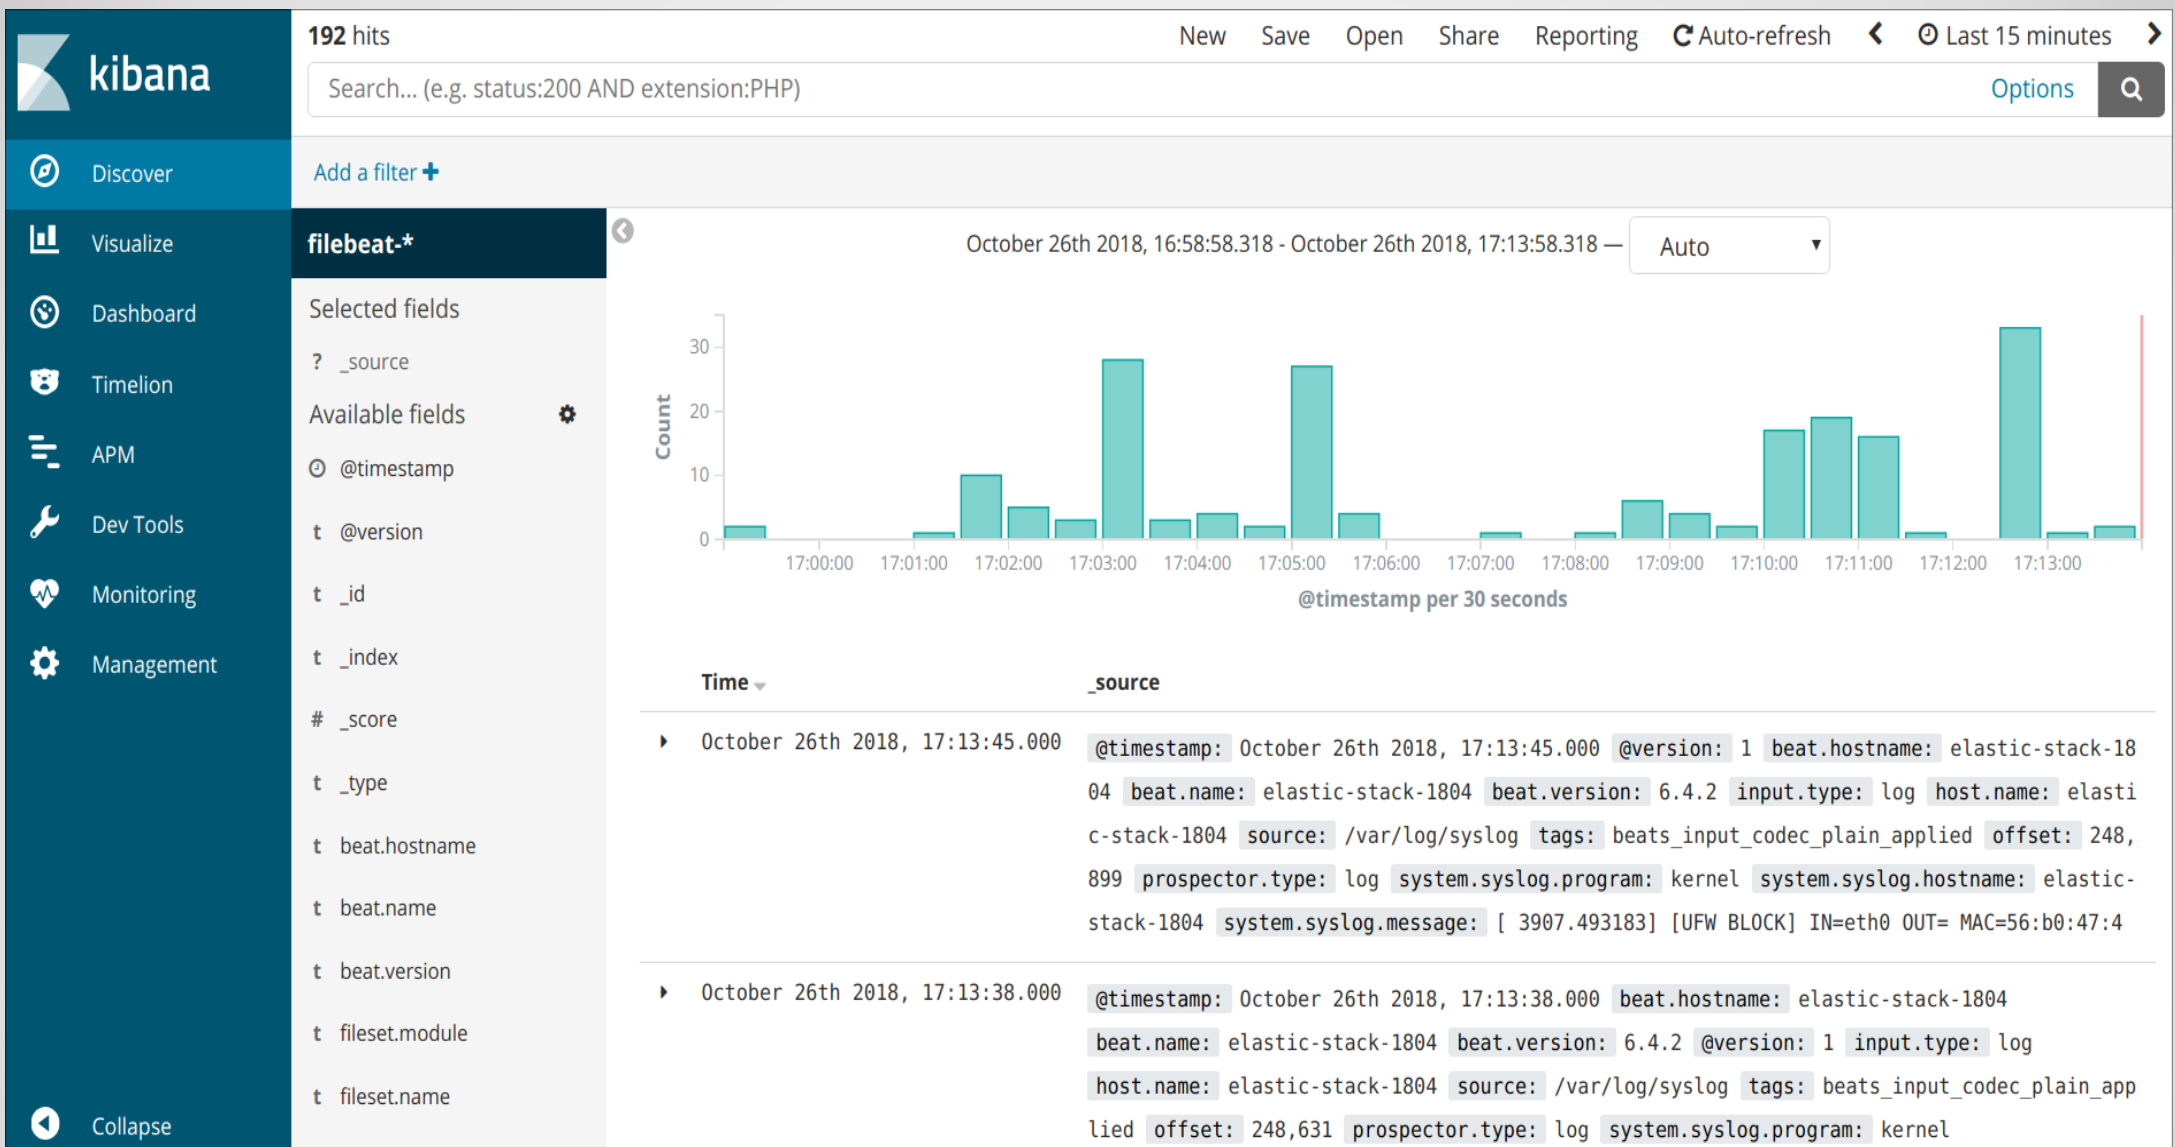 kibana
Discover
Visualize
Dashboard
Timelion
APM
Dev Tools
Monitoring
Management
Collapse
192 hits
New Save Open Share Reporting Auto-refresh Last 15 minutes
Search... (e.g. status:200 AND extension:PHP) Options
Add a filter +
filebeat-*
Selected fields
? _source
Available fields
@timestamp
t @version
t _id
t _index
# _score
t _type
t beat.hostname
t beat.name
t beat.version
t fileset.module
t fileset.name
October 26th 2018, 16:58:58.318 - October 26th 2018, 17:13:58.318 — Auto
Count
30
20
10
0
17:00:00 17:01:00 17:02:00 17:03:00 17:04:00 17:05:00 17:06:00 17:07:00 17:08:00 17:09:00 17:10:00 17:11:00 17:12:00 17:13:00
@timestamp per 30 seconds
Time _source
October 26th 2018, 17:13:45.000 @timestamp: October 26th 2018, 17:13:45.000 @version: 1 beat.hostname: elastic-stack-18
04 beat.name: elastic-stack-1804 beat.version: 6.4.2 input.type: log host.name: elasti
c-stack-1804 source: /var/log/syslog tags: beats_input_codec_plain_applied offset: 248,
899 prospector.type: log system.syslog.program: kernel system.syslog.hostname: elastic-
stack-1804 system.syslog.message: [ 3907.493183] [UFW BLOCK] IN=eth0 OUT= MAC=56:b0:47:4
October 26th 2018, 17:13:38.000 @timestamp: October 26th 2018, 17:13:38.000 beat.hostname: elastic-stack-1804
beat.name: elastic-stack-1804 beat.version: 6.4.2 @version: 1 input.type: log
host.name: elastic-stack-1804 source: /var/log/syslog tags: beats_input_codec_plain_app
lied offset: 248,631 prospector.type: log system.syslog.program: kernel